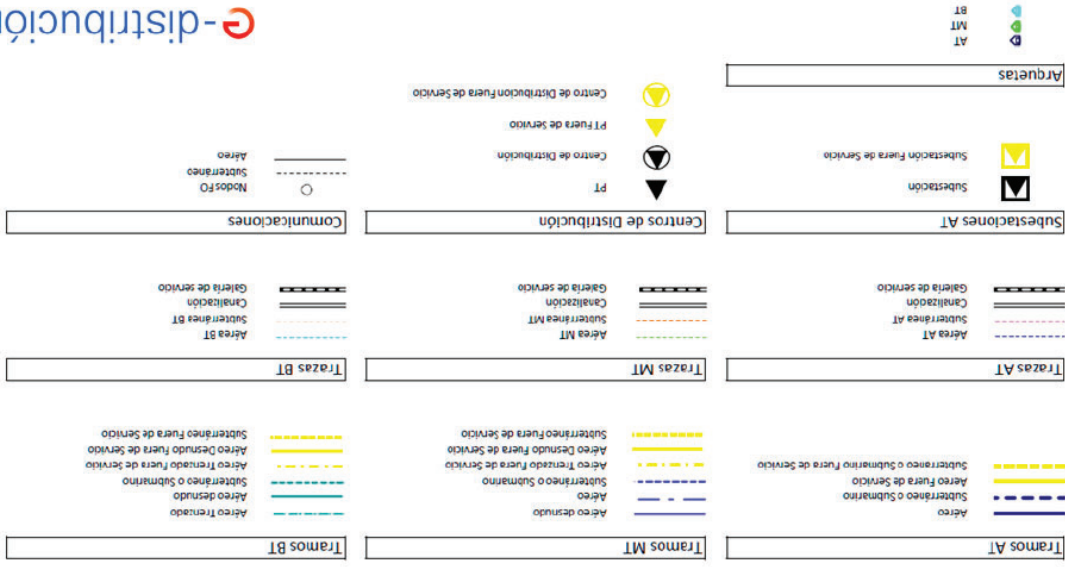 Tramos AT
Aéreo
Subterráneo o Submarino
Aereo Fuera de Servicio
Subterraneo o Submarino Fuera de Servicio
Tramos MT
Aéreo desnudo
Aéreo
Subterráneo o Submarino
Aéreo Trenzado Fuera de Servicio
Aéreo Desnudo Fuera de Servicio
Subterráneo Fuera de Servicio
Tramos BT
Aéreo Trenzado
Aéreo desnudo
Subterráneo o Submarino
Aéreo Trenzado Fuera de Servicio
Aéreo Desnudo Fuera de Servicio
Subterráneo Fuera de Servicio
Trazas AT
Aérea AT
Subterránea AT
Canalización
Galería de servicio
Trazas MT
Aérea MT
Subterránea MT
Canalización
Galería de servicio
Trazas BT
Aérea BT
Subterránea BT
Canalización
Galería de servicio
Subestaciones AT
Subestación
Subestación Fuera de Servicio
Centros de Distribución
PT
Centro de Distribución
PT Fuera de Servicio
Centro de Distribucion Fuera de Servicio
Comunicaciones
Nodos FO
Subterráneo
Aéreo
Arquetas
AT
MT
BT
e-distribución